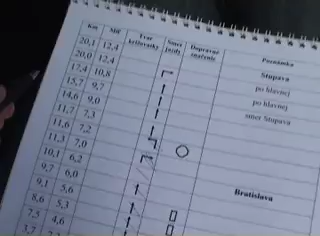 Km Míľ Tvar križovatky Smer jazdy Dopravné značenie Poznámka
20,1 12,4
20,0 12,4 Stupava
17,4 10,8 po hlavnej
15,7 9,7 po hlavnej
14,6 9,0 smer Stupava
11,7 7,3
11,6 7,2
11,3 7,0
10,1 6,2
9,7 6,0 Bratislava
9,1 5,6
8,6 5,3
7,5 4,6
3,7